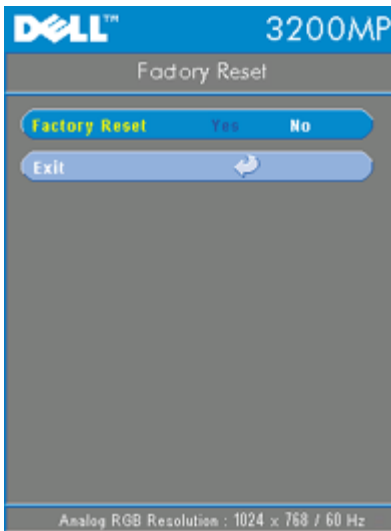 DELL™ 3200MP
Factory Reset
Factory Reset Yes No
Exit
Analog RGB Resolution : 1024 x 768 / 60 Hz